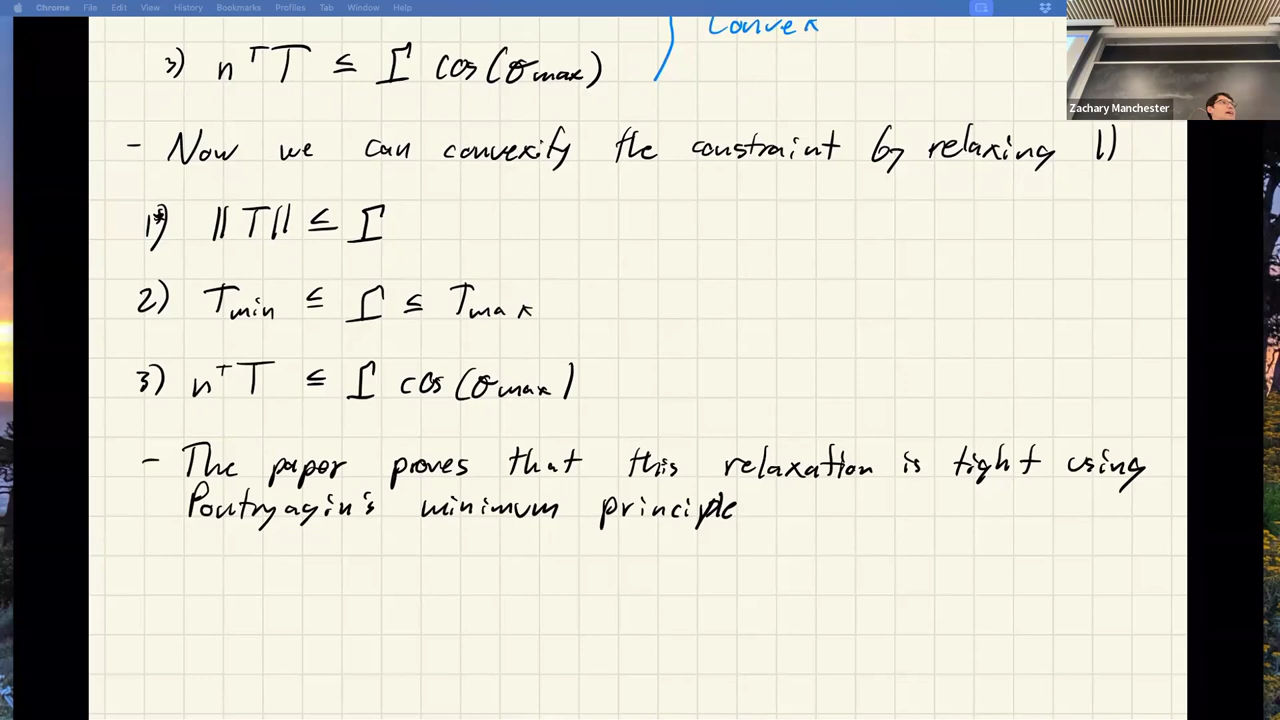 Chrome File Edit View History Bookmarks Profiles Tab Window Help
Convex
3) nᵀT ≤ Γ cos(θmax)
Zachary Manchester
- Now we can convexify the constraint by relaxing 1)
1*) ||T|| ≤ Γ
2) Tmin ≤ Γ ≤ Tmax
3) nᵀT ≤ Γ cos(θmax)
- The paper proves that this relaxation is tight using
Pontryagin's minimum principle